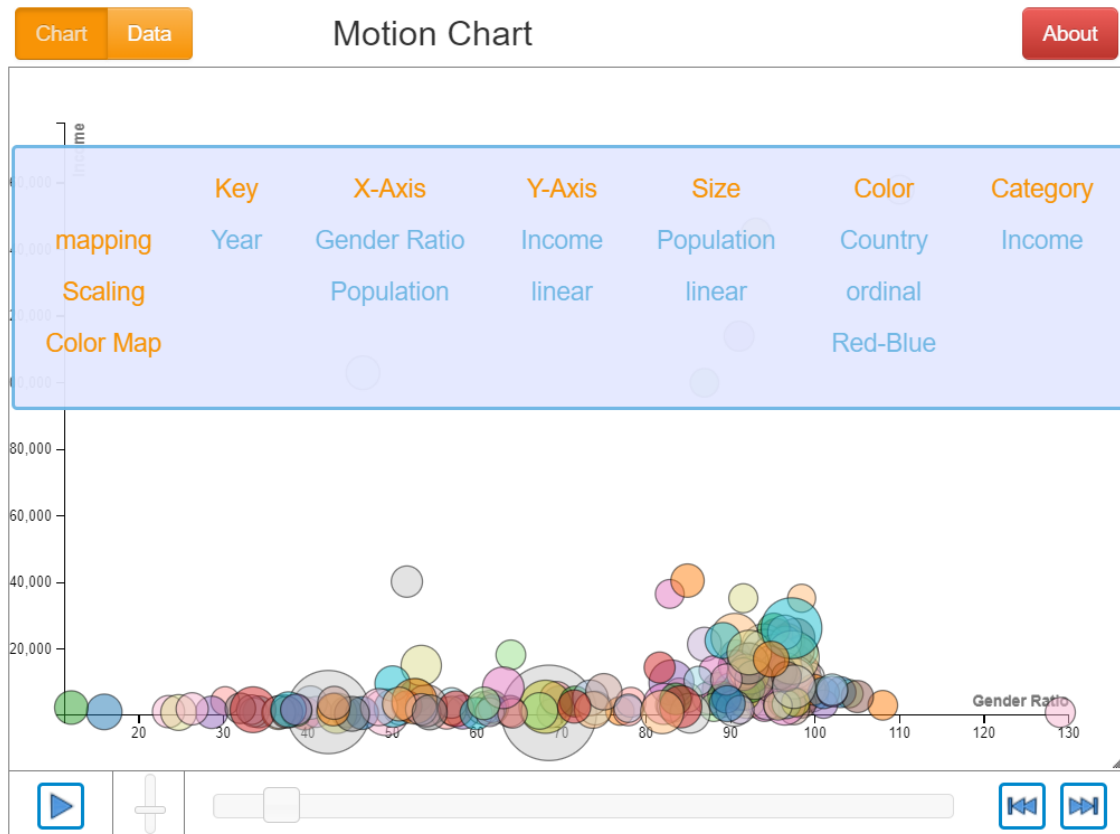 Chart Data Motion Chart About
Income
Key X-Axis Y-Axis Size Color Category
mapping Year Gender Ratio Income Population Country Income
Scaling Population linear linear ordinal
Color Map Red-Blue
80,000
60,000
40,000
20,000
Gender Ratio
20 30 40 50 60 70 80 90 100 110 120 130